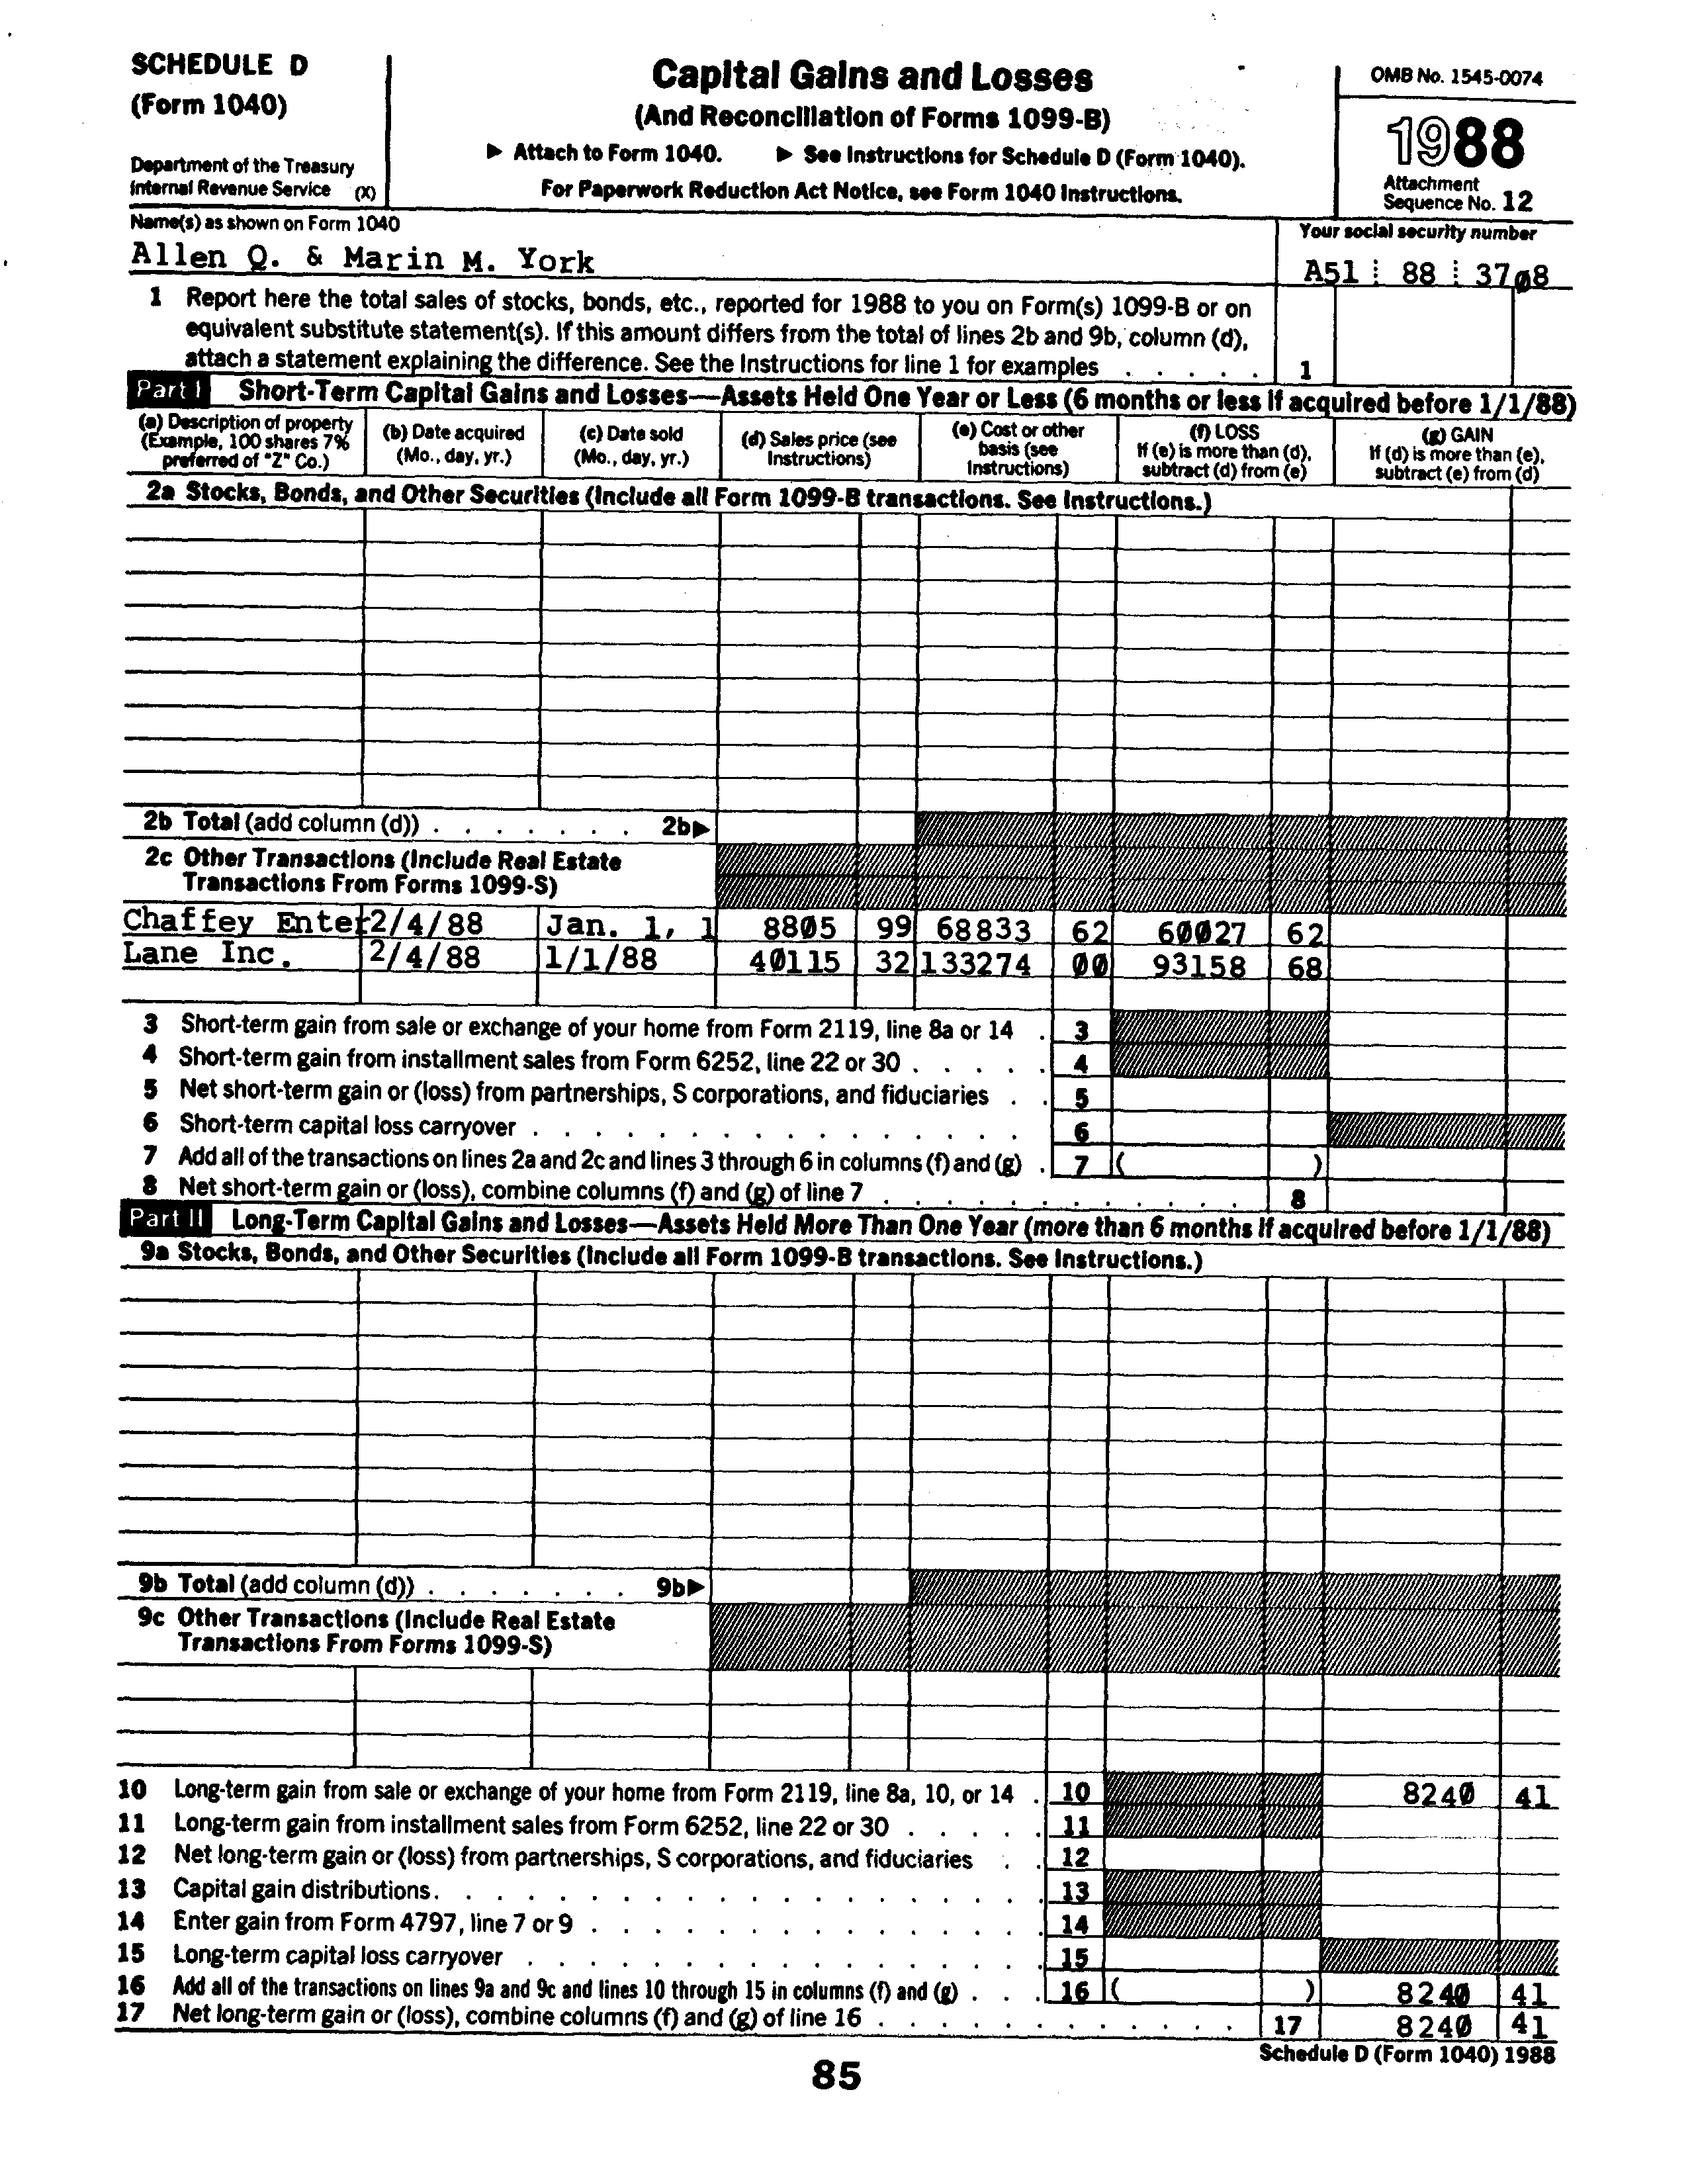 SCHEDULE D
(Form 1040)
Department of the Treasury
Internal Revenue Service (X)
Capital Gains and Losses
(And Reconciliation of Forms 1099-B)
▶ Attach to Form 1040. ▶ See Instructions for Schedule D (Form 1040).
For Paperwork Reduction Act Notice, see Form 1040 Instructions.
OMB No. 1545-0074
1988
Attachment
Sequence No. 12
Name(s) as shown on Form 1040
Allen Q. & Marin M. York
Your social security number
A51 88 3708
1 Report here the total sales of stocks, bonds, etc., reported for 1988 to you on Form(s) 1099-B or on
equivalent substitute statement(s). If this amount differs from the total of lines 2b and 9b, column (d),
attach a statement explaining the difference. See the Instructions for line 1 for examples . . . . . 1
Part I Short-Term Capital Gains and Losses—Assets Held One Year or Less (6 months or less if acquired before 1/1/88)
(a) Description of property
(Example, 100 shares 7%
preferred of "Z" Co.)
(b) Date acquired
(Mo., day, yr.)
(c) Date sold
(Mo., day, yr.)
(d) Sales price (see
Instructions)
(e) Cost or other
basis (see
Instructions)
(f) LOSS
If (e) is more than (d),
subtract (d) from (e)
(g) GAIN
If (d) is more than (e),
subtract (e) from (d)
2a Stocks, Bonds, and Other Securities (Include all Form 1099-B transactions. See Instructions.)
2b Total (add column (d)) . . . . . . . 2b▶
2c Other Transactions (Include Real Estate
Transactions From Forms 1099-S)
Chaffey Enter 2/4/88 Jan. 1, 1 8805 99 68833 62 60027 62
Lane Inc. 2/4/88 1/1/88 40115 32 133274 00 93158 68
3 Short-term gain from sale or exchange of your home from Form 2119, line 8a or 14 . 3
4 Short-term gain from installment sales from Form 6252, line 22 or 30 . . . . . 4
5 Net short-term gain or (loss) from partnerships, S corporations, and fiduciaries . . 5
6 Short-term capital loss carryover . . . . . . . . . . . . . . . 6
7 Add all of the transactions on lines 2a and 2c and lines 3 through 6 in columns (f) and (g) . 7 ( )
8 Net short-term gain or (loss), combine columns (f) and (g) of line 7 . . . . . . . . . . . . 8
Part II Long-Term Capital Gains and Losses—Assets Held More Than One Year (more than 6 months if acquired before 1/1/88)
9a Stocks, Bonds, and Other Securities (Include all Form 1099-B transactions. See Instructions.)
9b Total (add column (d)) . . . . . . . 9b▶
9c Other Transactions (Include Real Estate
Transactions From Forms 1099-S)
10 Long-term gain from sale or exchange of your home from Form 2119, line 8a, 10, or 14 . 10 8240 41
11 Long-term gain from installment sales from Form 6252, line 22 or 30 . . . . . 11
12 Net long-term gain or (loss) from partnerships, S corporations, and fiduciaries . . 12
13 Capital gain distributions. . . . . . . . . . . . . . . . . . . 13
14 Enter gain from Form 4797, line 7 or 9 . . . . . . . . . . . . . 14
15 Long-term capital loss carryover . . . . . . . . . . . . . . . 15
16 Add all of the transactions on lines 9a and 9c and lines 10 through 15 in columns (f) and (g) . . . 16 ( ) 8240 41
17 Net long-term gain or (loss), combine columns (f) and (g) of line 16 . . . . . . . . . . . . 17 8240 41
Schedule D (Form 1040) 1988
85